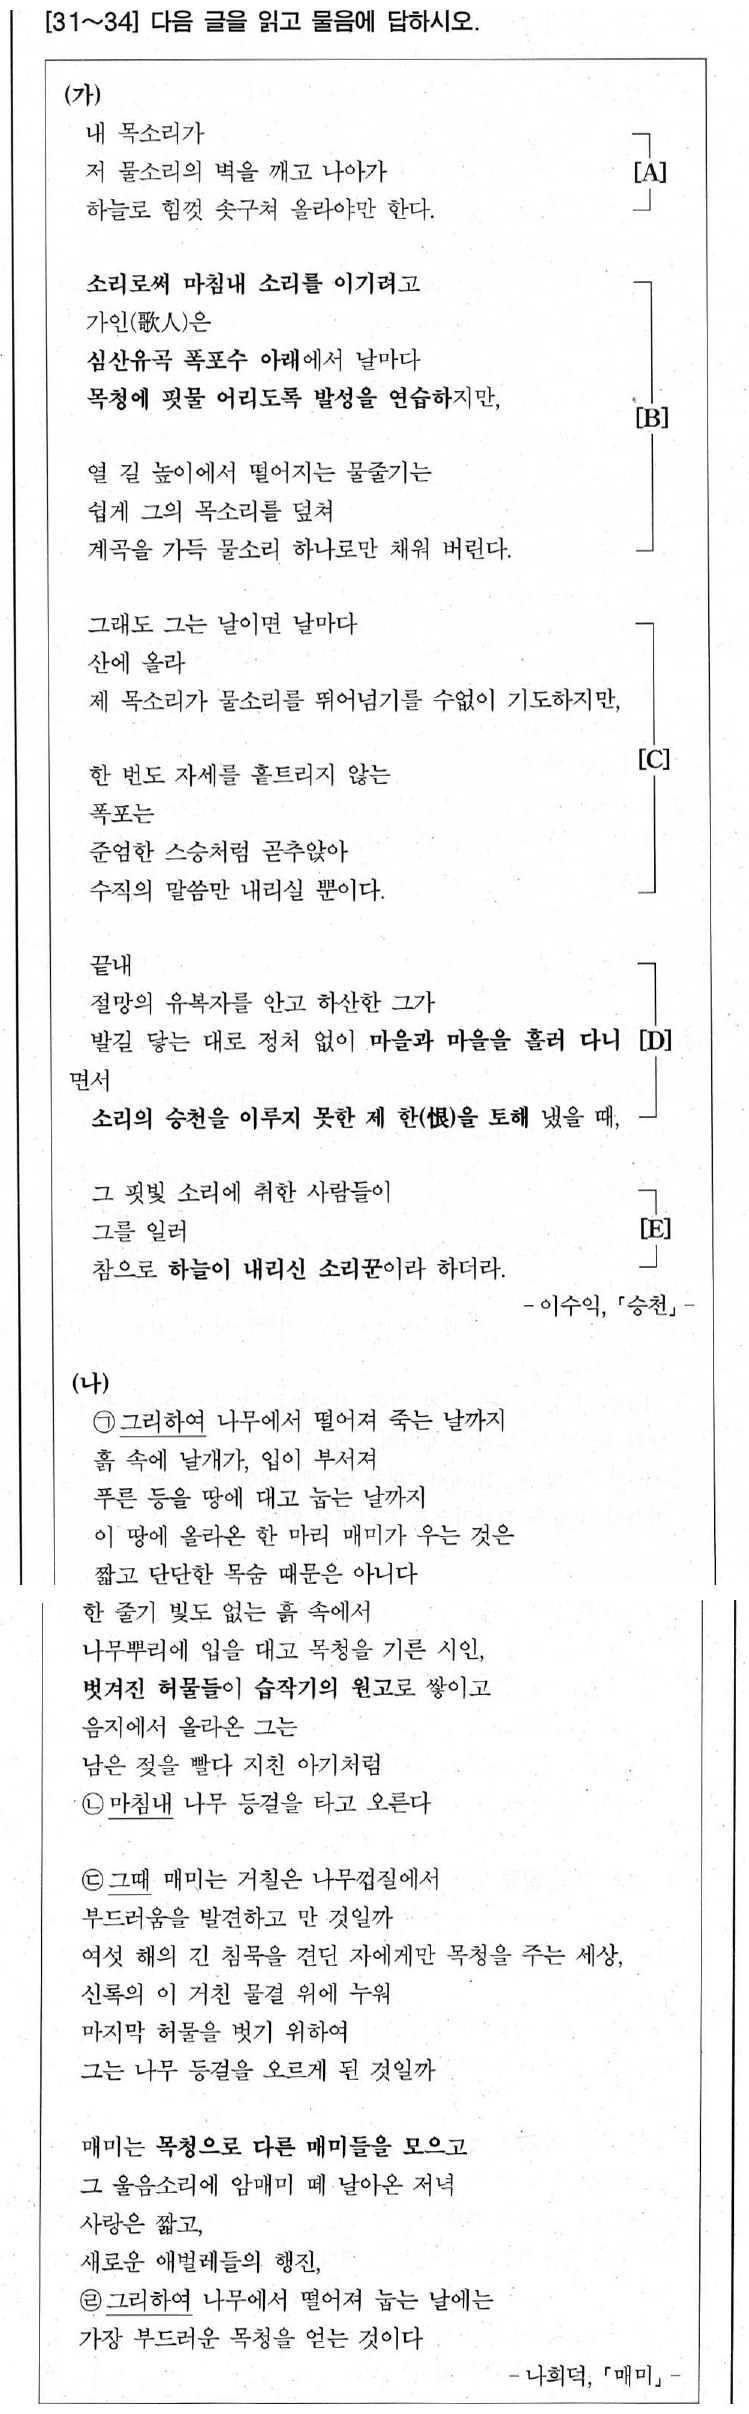 [31~34] 다음 글을 읽고 물음에 답하시오.
(가)
내 목소리가
저 물소리의 벽을 깨고 나아가 [A]
하늘로 힘껏 솟구쳐 올라야만 한다.
소리로써 마침내 소리를 이기려고
가인(歌人)은
심산유곡 폭포수 아래에서 날마다
목청에 핏물 어리도록 발성을 연습하지만,
[B]
열 길 높이에서 떨어지는 물줄기는
쉽게 그의 목소리를 덮쳐
계곡을 가득 물소리 하나로만 채워 버린다.
그래도 그는 날이면 날마다
산에 올라
제 목소리가 물소리를 뛰어넘기를 수없이 기도하지만,
[C]
한 번도 자세를 흩트리지 않는
폭포는
준엄한 스승처럼 곧추앉아
수직의 말씀만 내리실 뿐이다.
끝내
절망의 유복자를 안고 하산한 그가
발길 닿는 대로 정처 없이 마을과 마을을 흘러 다니 [D]
면서
소리의 승천을 이루지 못한 제 한(恨)을 토해 냈을 때,
그 핏빛 소리에 취한 사람들이
그를 일러 [E]
참으로 하늘이 내리신 소리꾼이라 하더라.
- 이수익, 「승천」 -
(나)
㉠그리하여 나무에서 떨어져 죽는 날까지
흙 속에 날개가, 입이 부서져
푸른 등을 땅에 대고 눕는 날까지
이 땅에 올라온 한 마리 매미가 우는 것은
짧고 단단한 목숨 때문은 아니다
한 줄기 빛도 없는 흙 속에서
나무뿌리에 입을 대고 목청을 기른 시인,
벗겨진 허물들이 습작기의 원고로 쌓이고
음지에서 올라온 그는
남은 젖을 빨다 지친 아기처럼
㉡마침내 나무 등걸을 타고 오른다
㉢그때 매미는 거칠은 나무껍질에서
부드러움을 발견하고 만 것일까
여섯 해의 긴 침묵을 견딘 자에게만 목청을 주는 세상,
신록의 이 거친 물결 위에 누워
마지막 허물을 벗기 위하여
그는 나무 등걸을 오르게 된 것일까
매미는 목청으로 다른 매미들을 모으고
그 울음소리에 암매미 떼 날아온 저녁
사랑은 짧고,
새로운 애벌레들의 행진,
㉣그리하여 나무에서 떨어져 눕는 날에는
가장 부드러운 목청을 얻는 것이다
- 나희덕, 「매미」 -